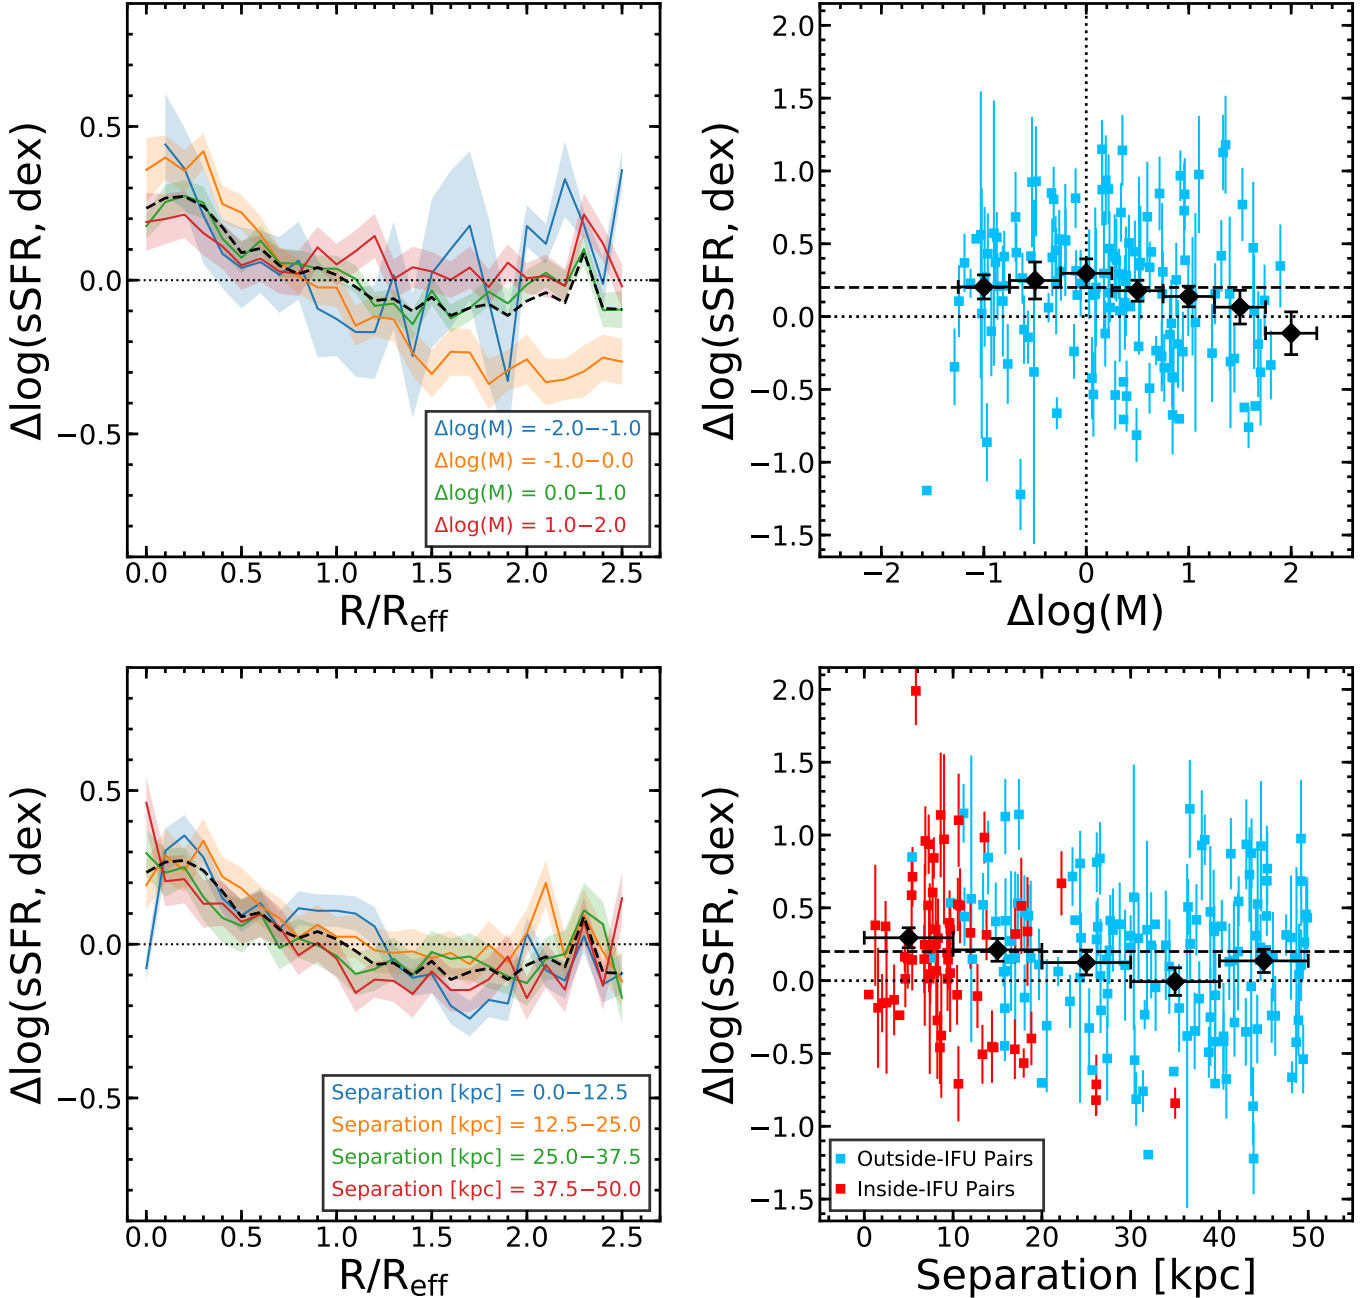 Δlog(sSFR, dex)
0.5
0.0
−0.5
Δlog(M) = -2.0−-1.0
Δlog(M) = -1.0−0.0
Δlog(M) = 0.0−1.0
Δlog(M) = 1.0−2.0
0.0 0.5 1.0 1.5 2.0 2.5
R/Reff
Δlog(sSFR, dex)
2.0
1.5
1.0
0.5
0.0
−0.5
−1.0
−1.5
−2 −1 0 1 2
Δlog(M)
Δlog(sSFR, dex)
0.5
0.0
−0.5
Separation [kpc] = 0.0−12.5
Separation [kpc] = 12.5−25.0
Separation [kpc] = 25.0−37.5
Separation [kpc] = 37.5−50.0
0.0 0.5 1.0 1.5 2.0 2.5
R/Reff
Δlog(sSFR, dex)
2.0
1.5
1.0
0.5
0.0
−0.5
−1.0
−1.5
Outside-IFU Pairs
Inside-IFU Pairs
0 10 20 30 40 50
Separation [kpc]